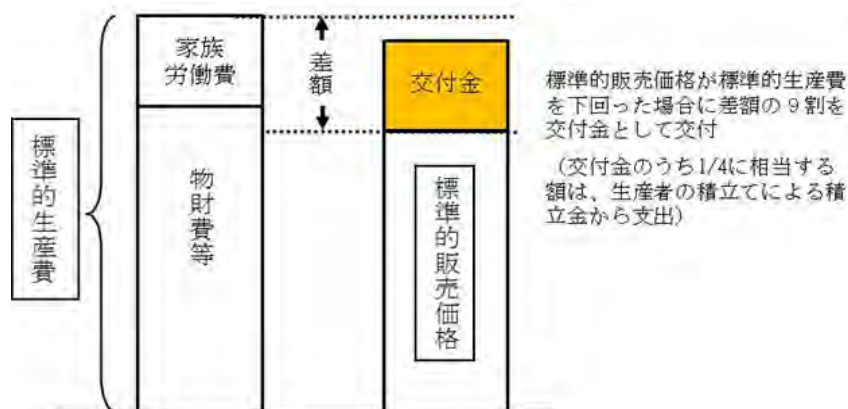 標準的生産費
家族
労働費
物財費等
差額
交付金
標準的販売価格
標準的販売価格が標準的生産費
を下回った場合に差額の9割を
交付金として交付
(交付金のうち1/4に相当する
額は、生産者の積立てによる積
立金から支出)